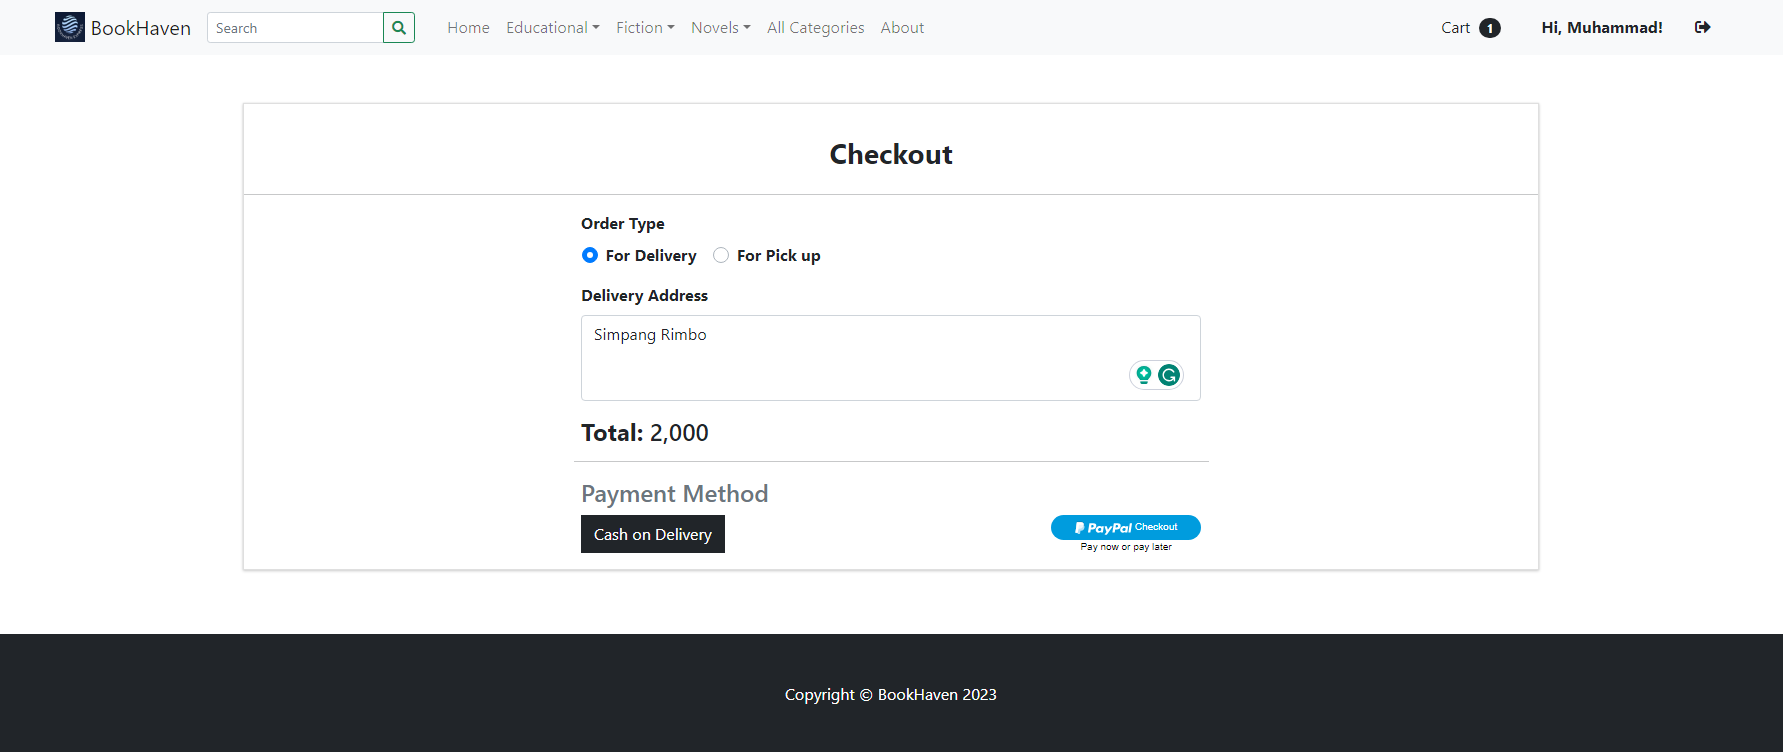 BookHaven Search Home Educational Fiction Novels All Categories About Cart 1 Hi, Muhammad!
Checkout
Order Type
For Delivery For Pick up
Delivery Address
Simpang Rimbo
Total: 2,000
Payment Method
Cash on Delivery PayPal Checkout
Pay now or pay later
Copyright © BookHaven 2023